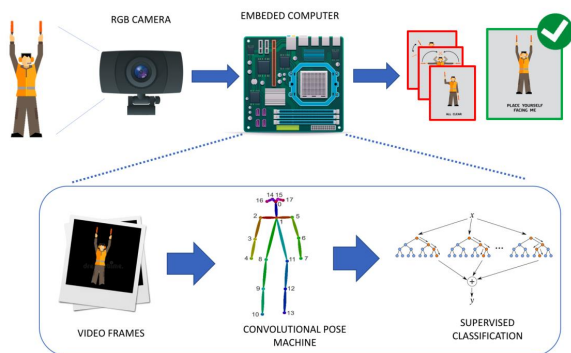 RGB CAMERA
EMBEDED COMPUTER
ALL CLEAR
PLACE YOURSELF
FACING ME
14 15
16 17
0
2 1 5
3 6
4 7
8 11
9 12
10 13
x
...
+
y
VIDEO FRAMES
CONVOLUTIONAL POSE
MACHINE
SUPERVISED
CLASSIFICATION